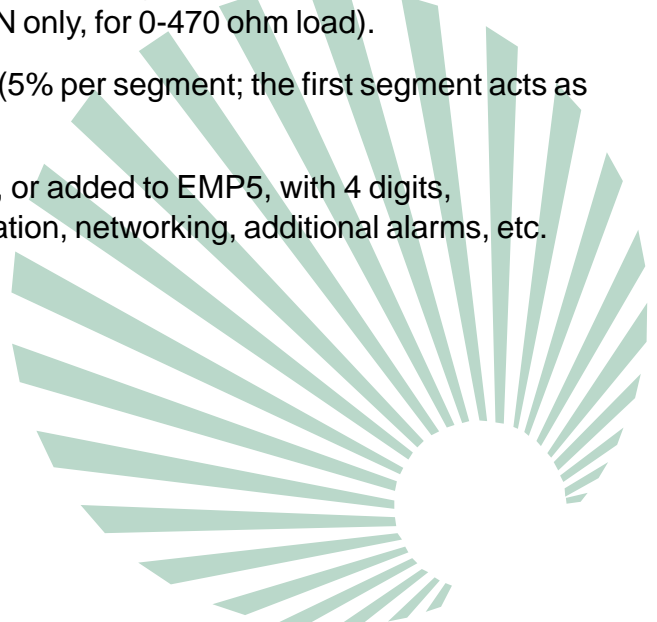 N only, for 0-470 ohm load).
(5% per segment; the first segment acts as
, or added to EMP5, with 4 digits,
ation, networking, additional alarms, etc.